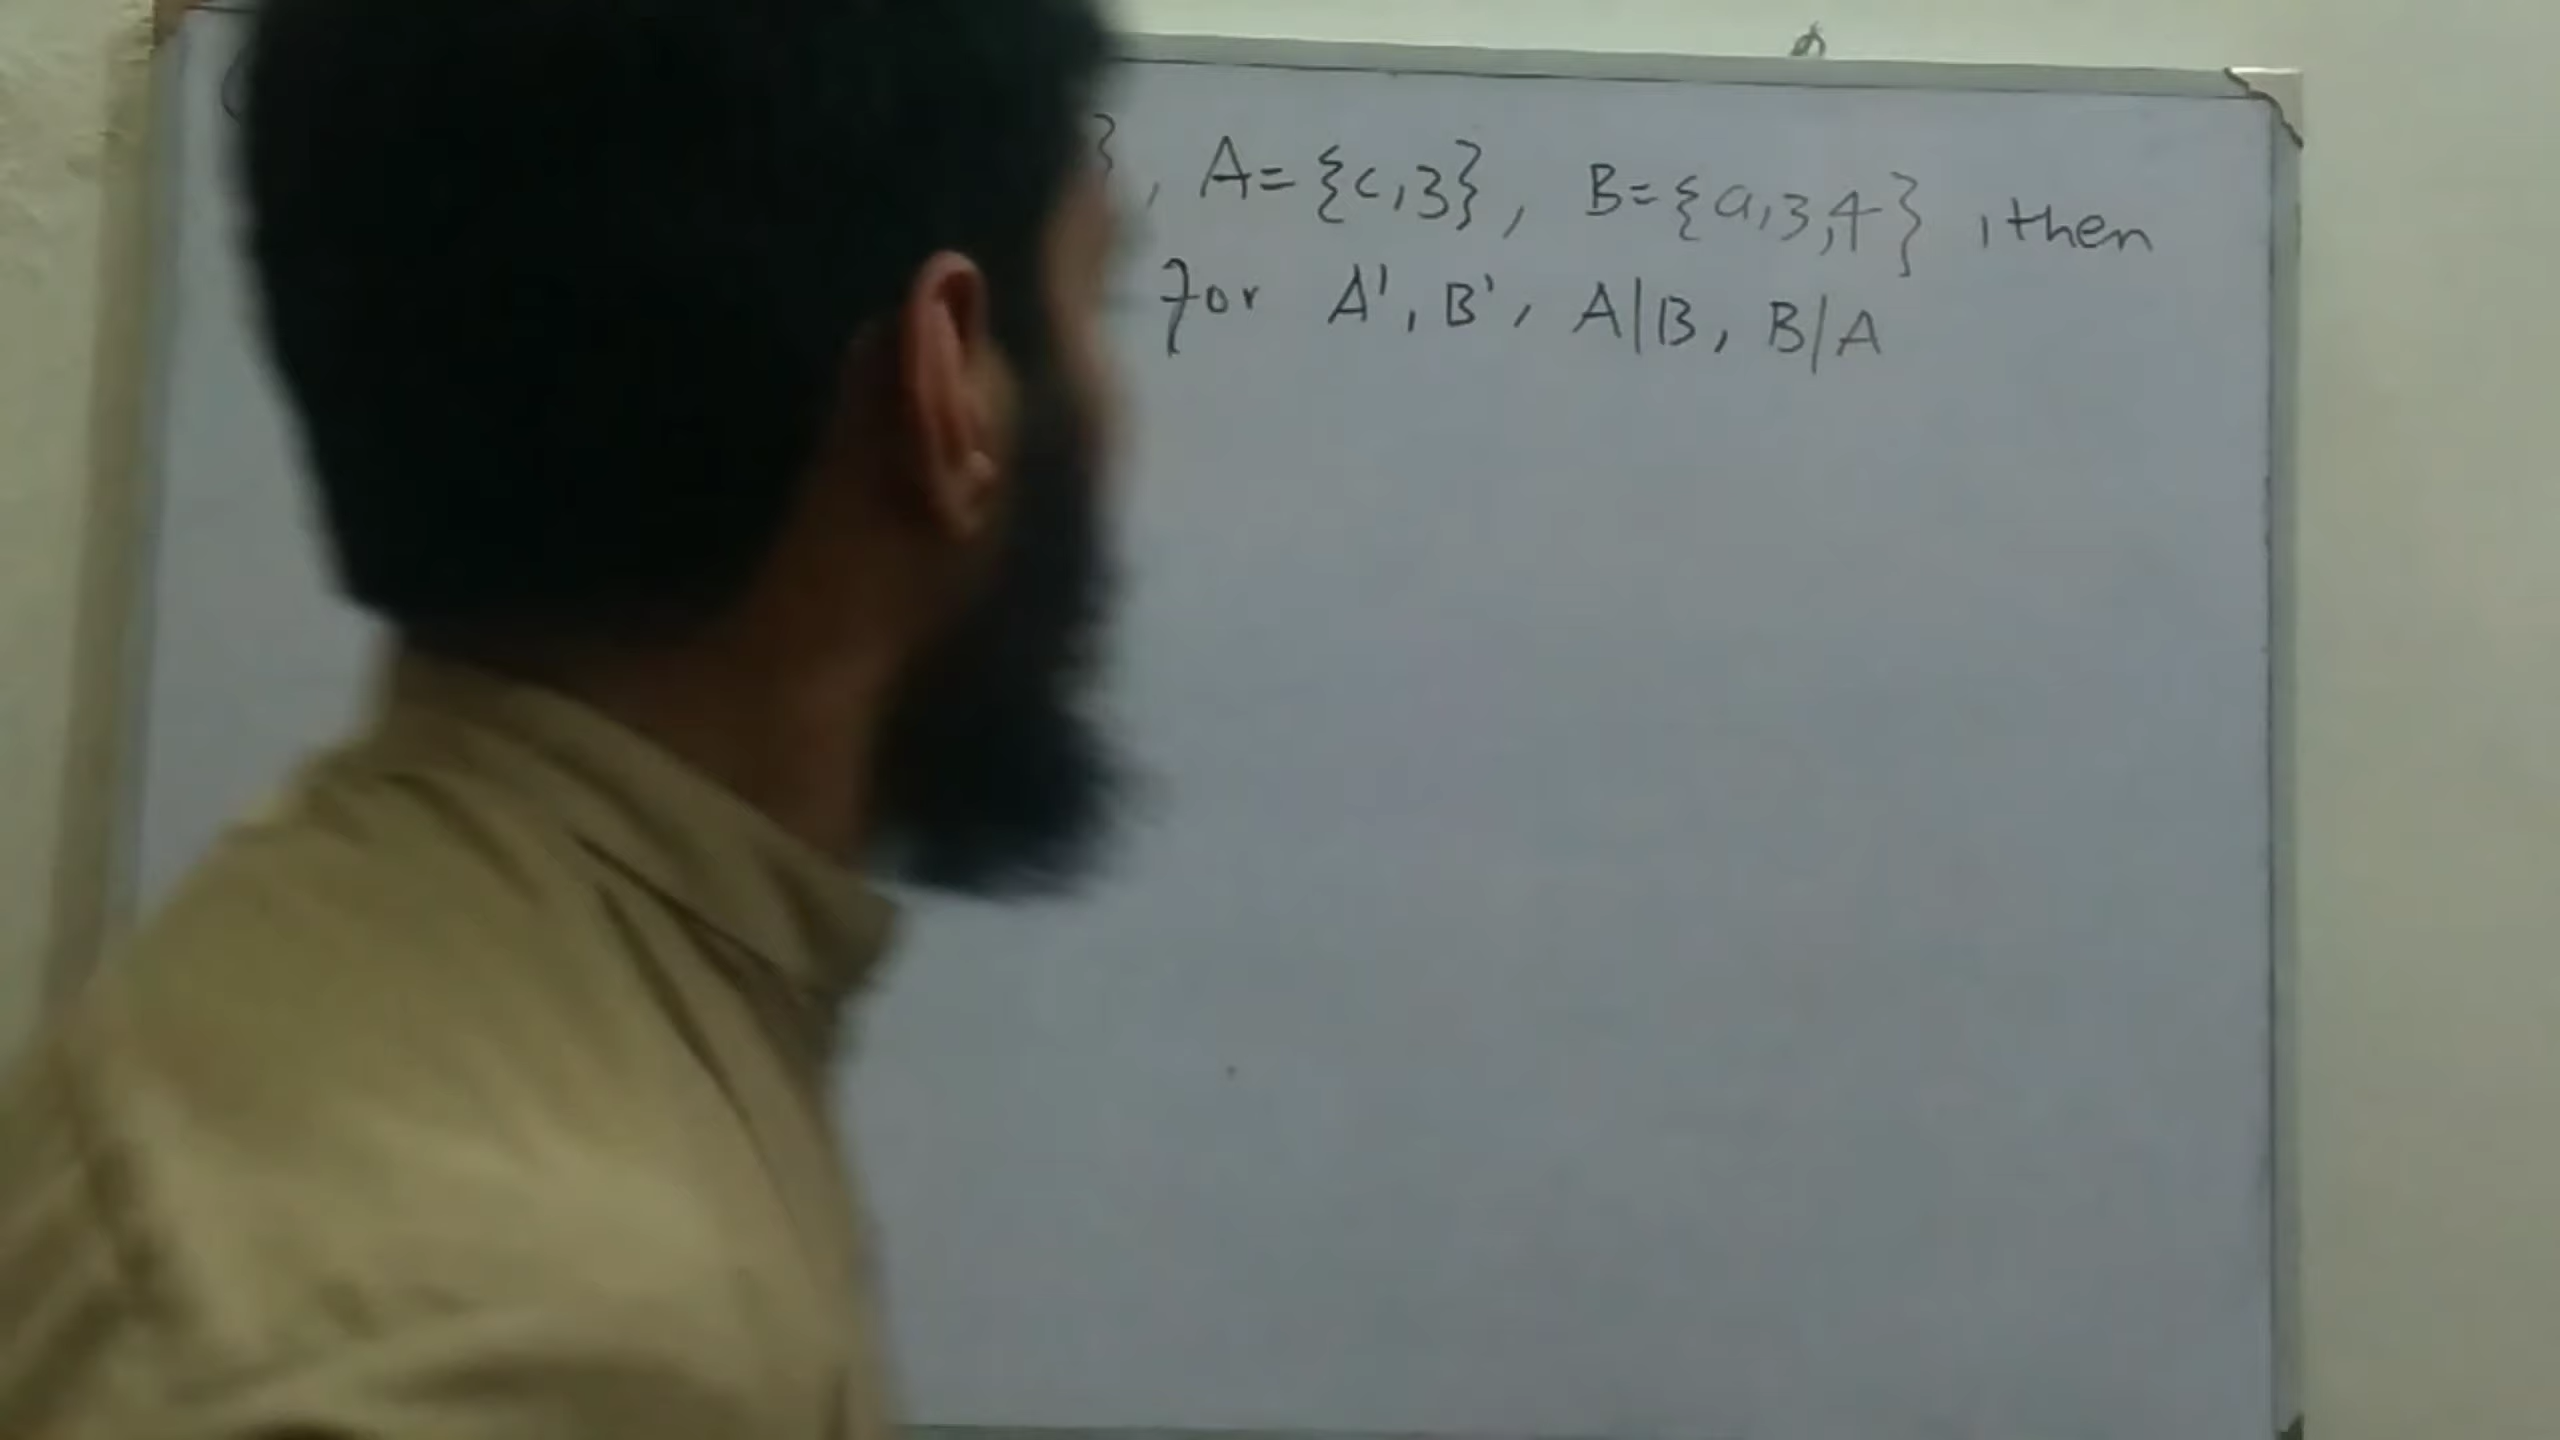 }, A={c,3}, B={a,3,4}, then
for A', B', A|B, B|A